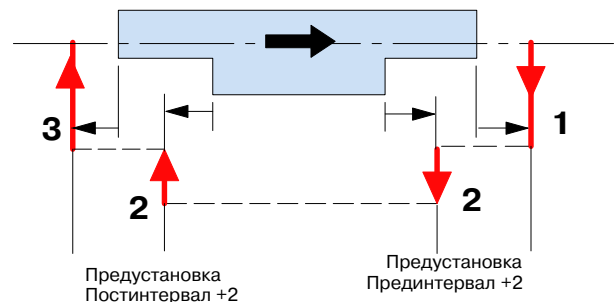 3
1
2
2
Предустановка
Постинтервал +2
Предустановка
Прединтервал +2